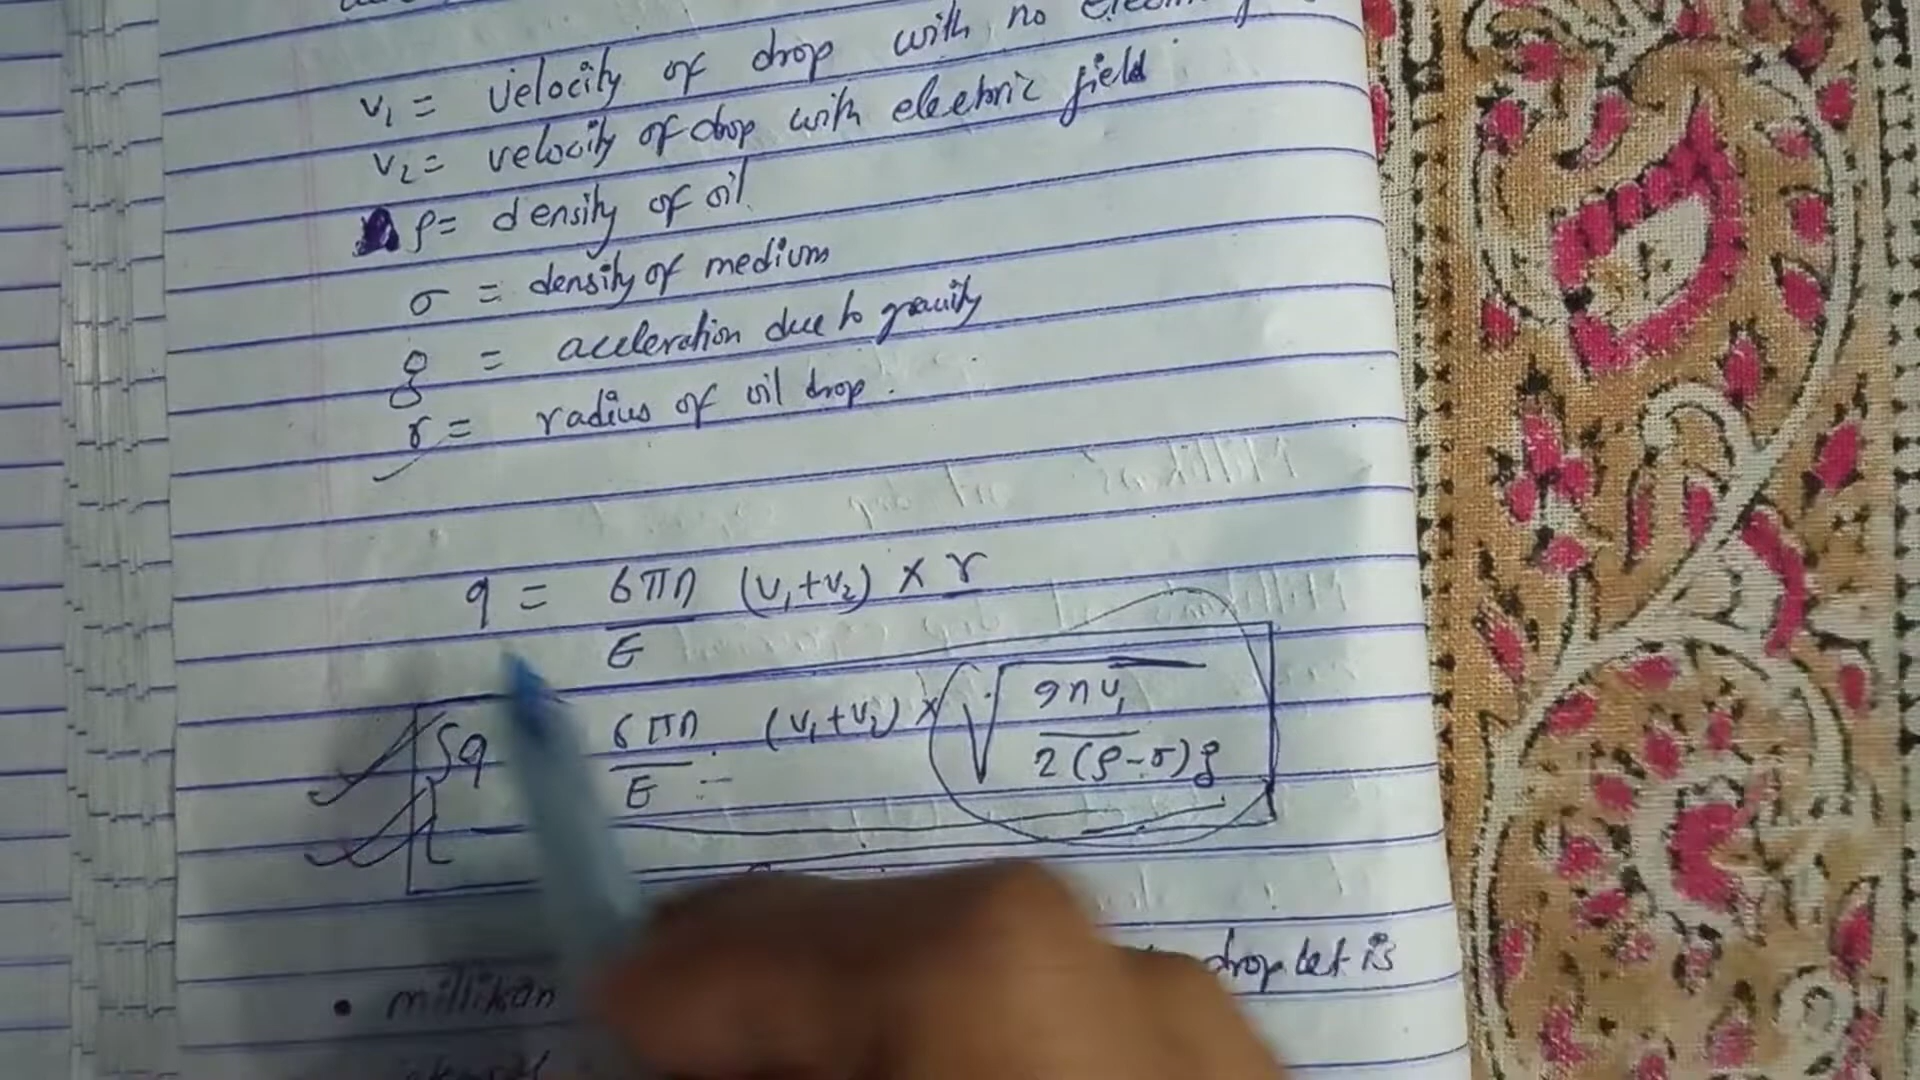 v₁ = velocity of drop with no
v₂ = velocity of drop with electric field
ρ = density of oil
σ = density of medium
g = aceleration due to gravity
r = radius of oil drop.
q = 6πη/E (v₁+v₂) × r
q 6πη/E (v₁+v₂) × √(9ηv₁/2(ρ-σ)g)
droplet is
• millikan